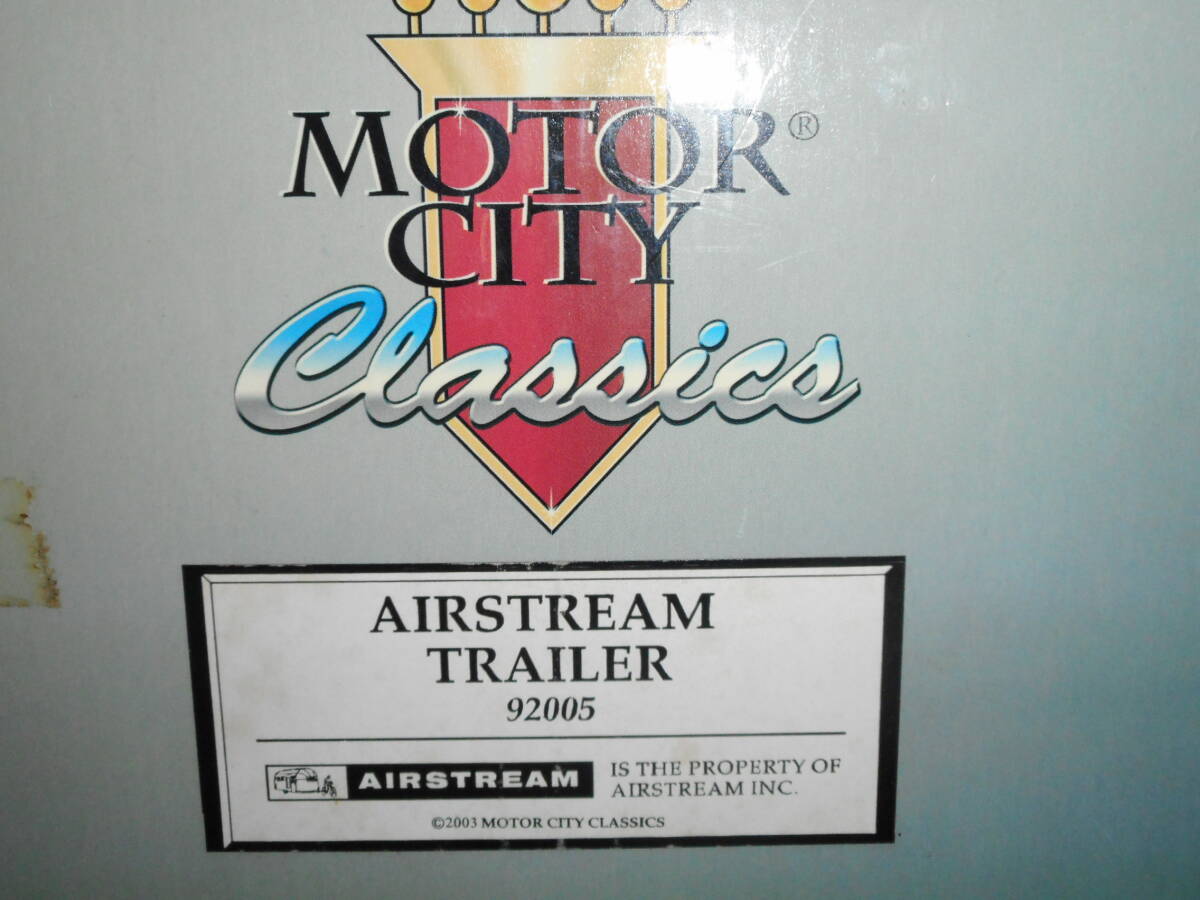 MOTOR®
CITY
Classics
AIRSTREAM
TRAILER
92005
AIRSTREAM
IS THE PROPERTY OF
AIRSTREAM INC.
©2003 MOTOR CITY CLASSICS